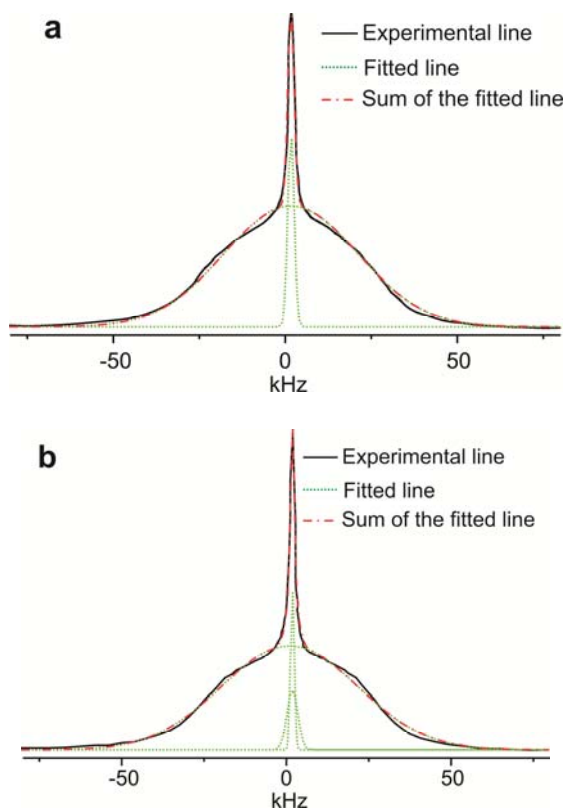 a
Experimental line
Fitted line
Sum of the fitted line
-50 0 50
kHz
b
Experimental line
Fitted line
Sum of the fitted line
-50 0 50
kHz